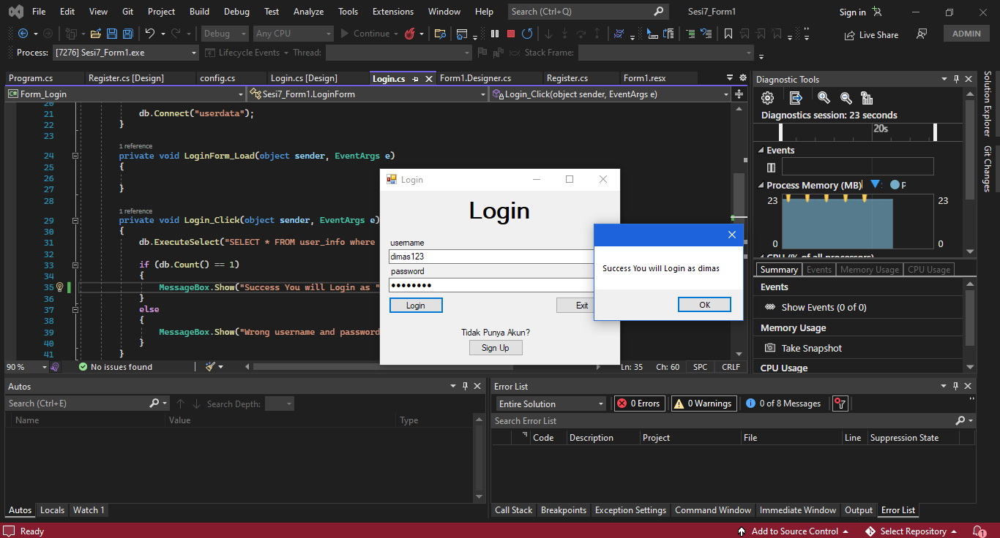 File Edit View Git Project Build Debug Test Analyze Tools Extensions Window Help Search (Ctrl+Q) Sesi7_Form1 Sign in
Debug Any CPU Continue Live Share ADMIN
Process: [7276] Sesi7_Form1.exe Lifecycle Events Thread: Stack Frame:
Program.cs Register.cs [Design] config.cs Login.cs [Design] Login.cs Form1.Designer.cs Register.cs Form1.resx
C# Form_Login Sesi7_Form1.LoginForm Login_Click(object sender, EventArgs e)
20
21 db.Connect("userdata");
22 }
23
1 reference
24 private void LoginForm_Load(object sender, EventArgs e)
25 {
26
27 }
28
1 reference
29 private void Login_Click(object sender, EventArgs e)
30 {
31 db.ExecuteSelect("SELECT * FROM user_info where
32
33 if (db.Count() == 1)
34 {
35 MessageBox.Show("Success You will Login as "
36 }
37 else
38 {
39 MessageBox.Show("Wrong username and password
40 }
41 }
90 % No issues found Ln: 35 Ch: 60 SPC CRLF
Login
Login
username
dimas123
password
●●●●●●●●
Login Exit
Tidak Punya Akun?
Sign Up
Success You will Login as dimas
OK
Diagnostic Tools
Diagnostics session: 23 seconds
20s
Events
Process Memory (MB) P
23 23
0 0
CPU (% of all processors)
Summary Events Memory Usage CPU Usage
Events
Show Events (0 of 0)
Memory Usage
Take Snapshot
CPU Usage
Solution Explorer
Git Changes
Autos
Search (Ctrl+E) Search Depth:
Name Value Type
Autos Locals Watch 1
Error List
Entire Solution 0 Errors 0 Warnings 0 of 8 Messages
Search Error List
Code Description Project File Line Suppression State
Call Stack Breakpoints Exception Settings Command Window Immediate Window Output Error List
Ready Add to Source Control Select Repository 1